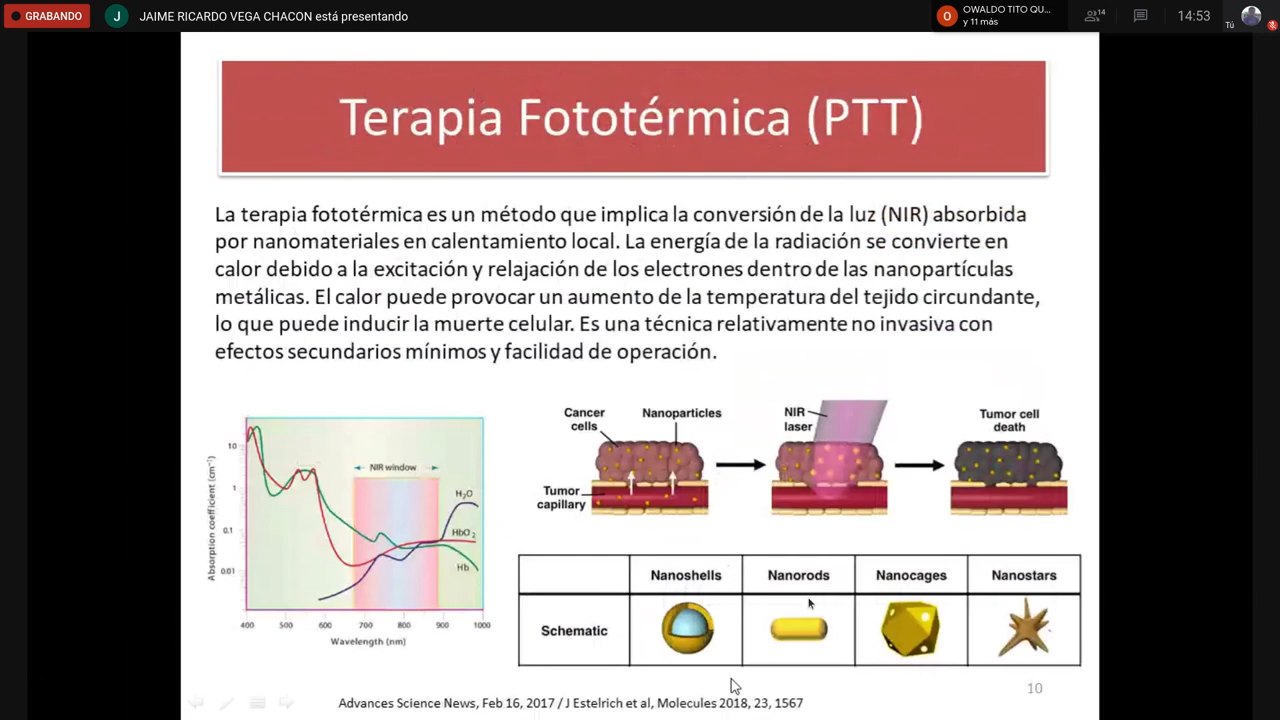 GRABANDO
J
JAIME RICARDO VEGA CHACON está presentando
O
OWALDO TITO QU...
y 11 más
14
14:53
Tú
Terapia Fototérmica (PTT)
La terapia fototérmica es un método que implica la conversión de la luz (NIR) absorbida
por nanomateriales en calentamiento local. La energía de la radiación se convierte en
calor debido a la excitación y relajación de los electrones dentro de las nanopartículas
metálicas. El calor puede provocar un aumento de la temperatura del tejido circundante,
lo que puede inducir la muerte celular. Es una técnica relativamente no invasiva con
efectos secundarios mínimos y facilidad de operación.
Absorption coefficient (cm⁻¹)
10
1
0.1
0.01
NIR window
H₂O
HbO₂
Hb
400 500 600 700 800 900 1000
Wavelength (nm)
Cancer
cells
Nanoparticles
Tumor
capillary
NIR
laser
Tumor cell
death
Nanoshells Nanorods Nanocages Nanostars
Schematic
10
Advances Science News, Feb 16, 2017 / J Estelrich et al, Molecules 2018, 23, 1567